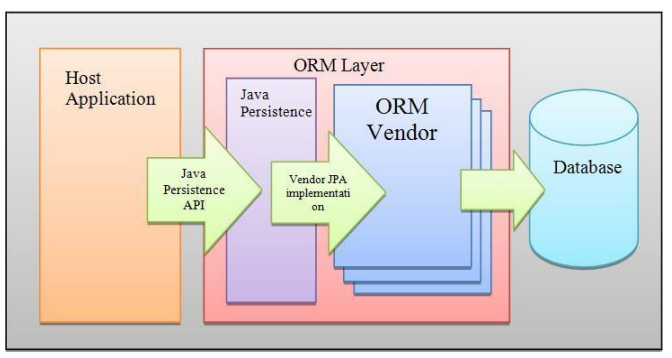 Host
Application
ORM Layer
Java
Persistence
ORM
Vendor
Java
Persistence
API
Vendor JPA
implementati
on
Database